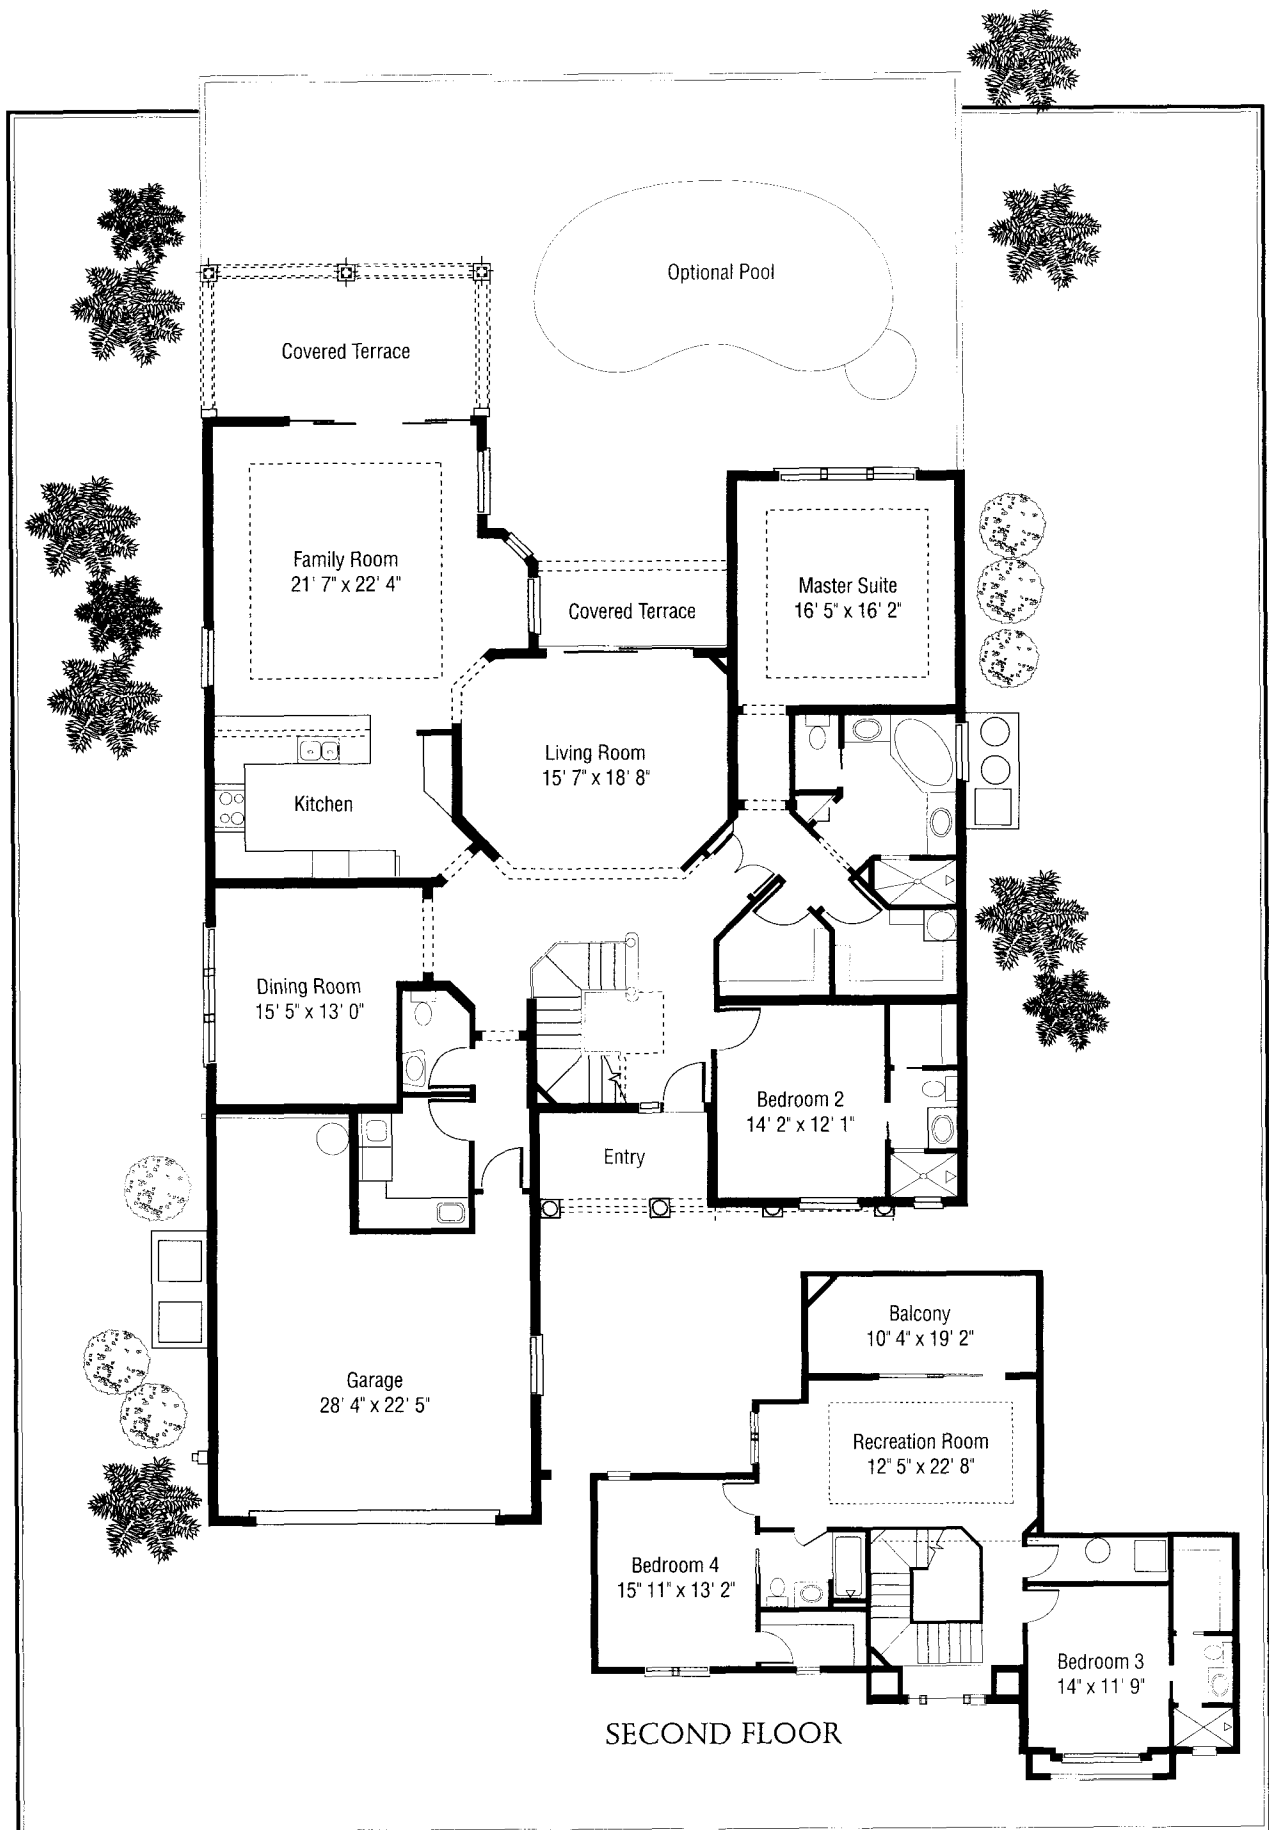 Optional Pool
Covered Terrace
Family Room
21' 7" x 22' 4"
Master Suite
16' 5" x 16' 2"
Covered Terrace
Living Room
15' 7" x 18' 8"
Kitchen
Dining Room
15' 5" x 13' 0"
Bedroom 2
14' 2" x 12' 1"
Entry
Garage
28' 4" x 22' 5"
Balcony
10" 4" x 19' 2"
Recreation Room
12" 5" x 22' 8"
Bedroom 4
15" 11" x 13' 2"
Bedroom 3
14" x 11' 9"
SECOND FLOOR